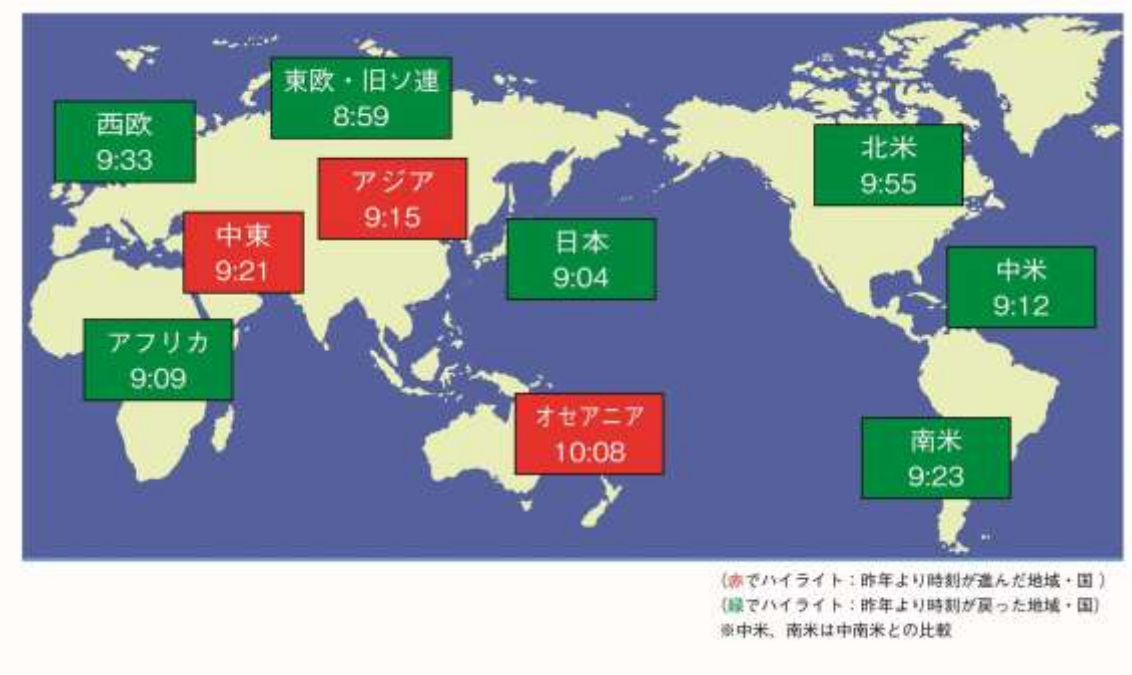 東欧・旧ソ連
8:59
西欧
9:33
北米
9:55
アジア
9:15
中東
9:21
日本
9:04
中米
9:12
アフリカ
9:09
オセアニア
10:08
南米
9:23
(赤でハイライト：昨年より時刻が進んだ地域・国 )
(緑でハイライト：昨年より時刻が戻った地域・国)
※中米、南米は中南米との比較